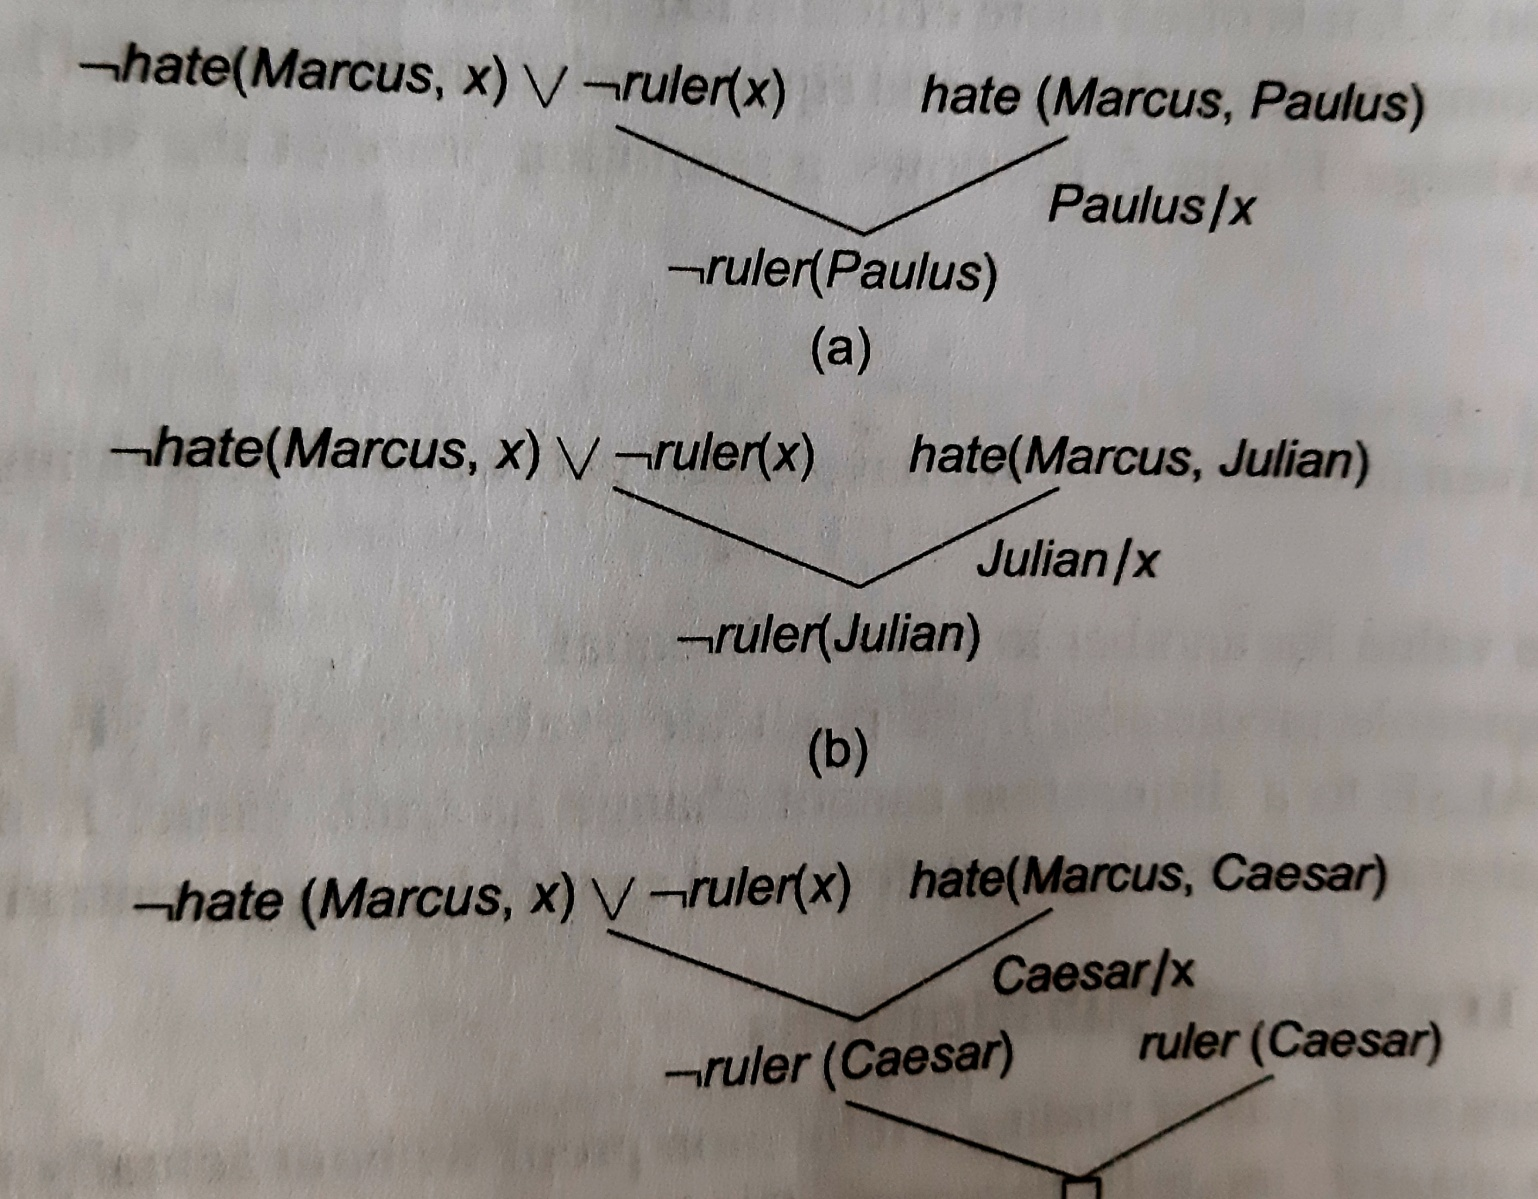 ¬hate(Marcus, x) ∨ ¬ruler(x) hate (Marcus, Paulus)
Paulus/x
¬ruler(Paulus)
(a)
¬hate(Marcus, x) ∨ ¬ruler(x) hate(Marcus, Julian)
Julian/x
¬ruler(Julian)
(b)
¬hate (Marcus, x) ∨ ¬ruler(x) hate(Marcus, Caesar)
Caesar/x
¬ruler (Caesar) ruler (Caesar)